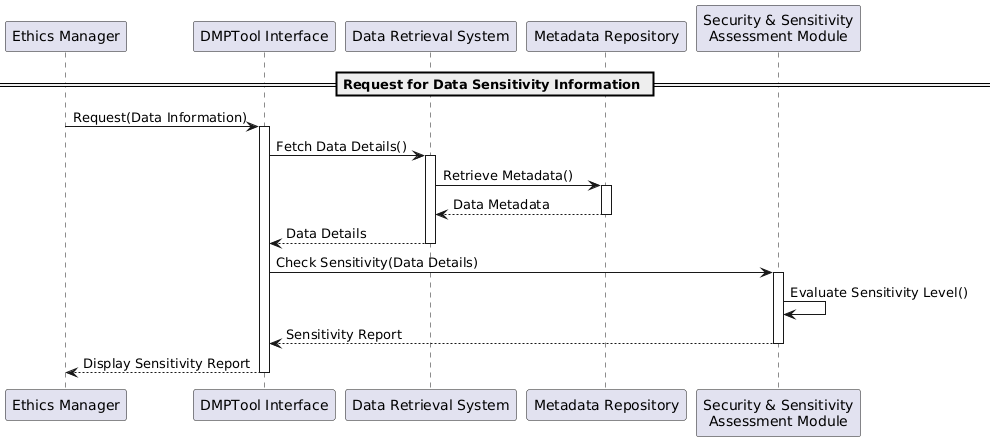 Ethics Manager
DMPTool Interface
Data Retrieval System
Metadata Repository
Security & Sensitivity
Assessment Module
Request for Data Sensitivity Information
Request(Data Information)
Fetch Data Details()
Retrieve Metadata()
Data Metadata
Data Details
Check Sensitivity(Data Details)
Evaluate Sensitivity Level()
Sensitivity Report
Display Sensitivity Report
Ethics Manager
DMPTool Interface
Data Retrieval System
Metadata Repository
Security & Sensitivity
Assessment Module